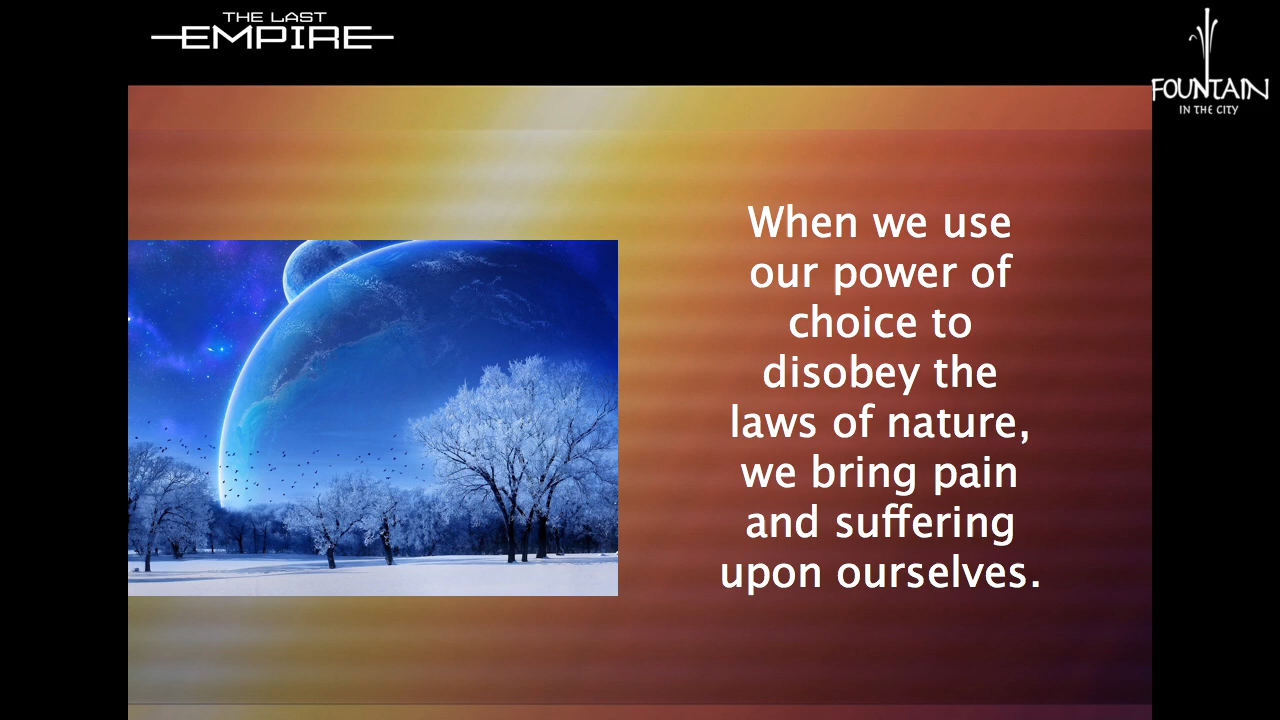 THE LAST
EMPIRE
FOUNTAIN
IN THE CITY
When we use
our power of
choice to
disobey the
laws of nature,
we bring pain
and suffering
upon ourselves.